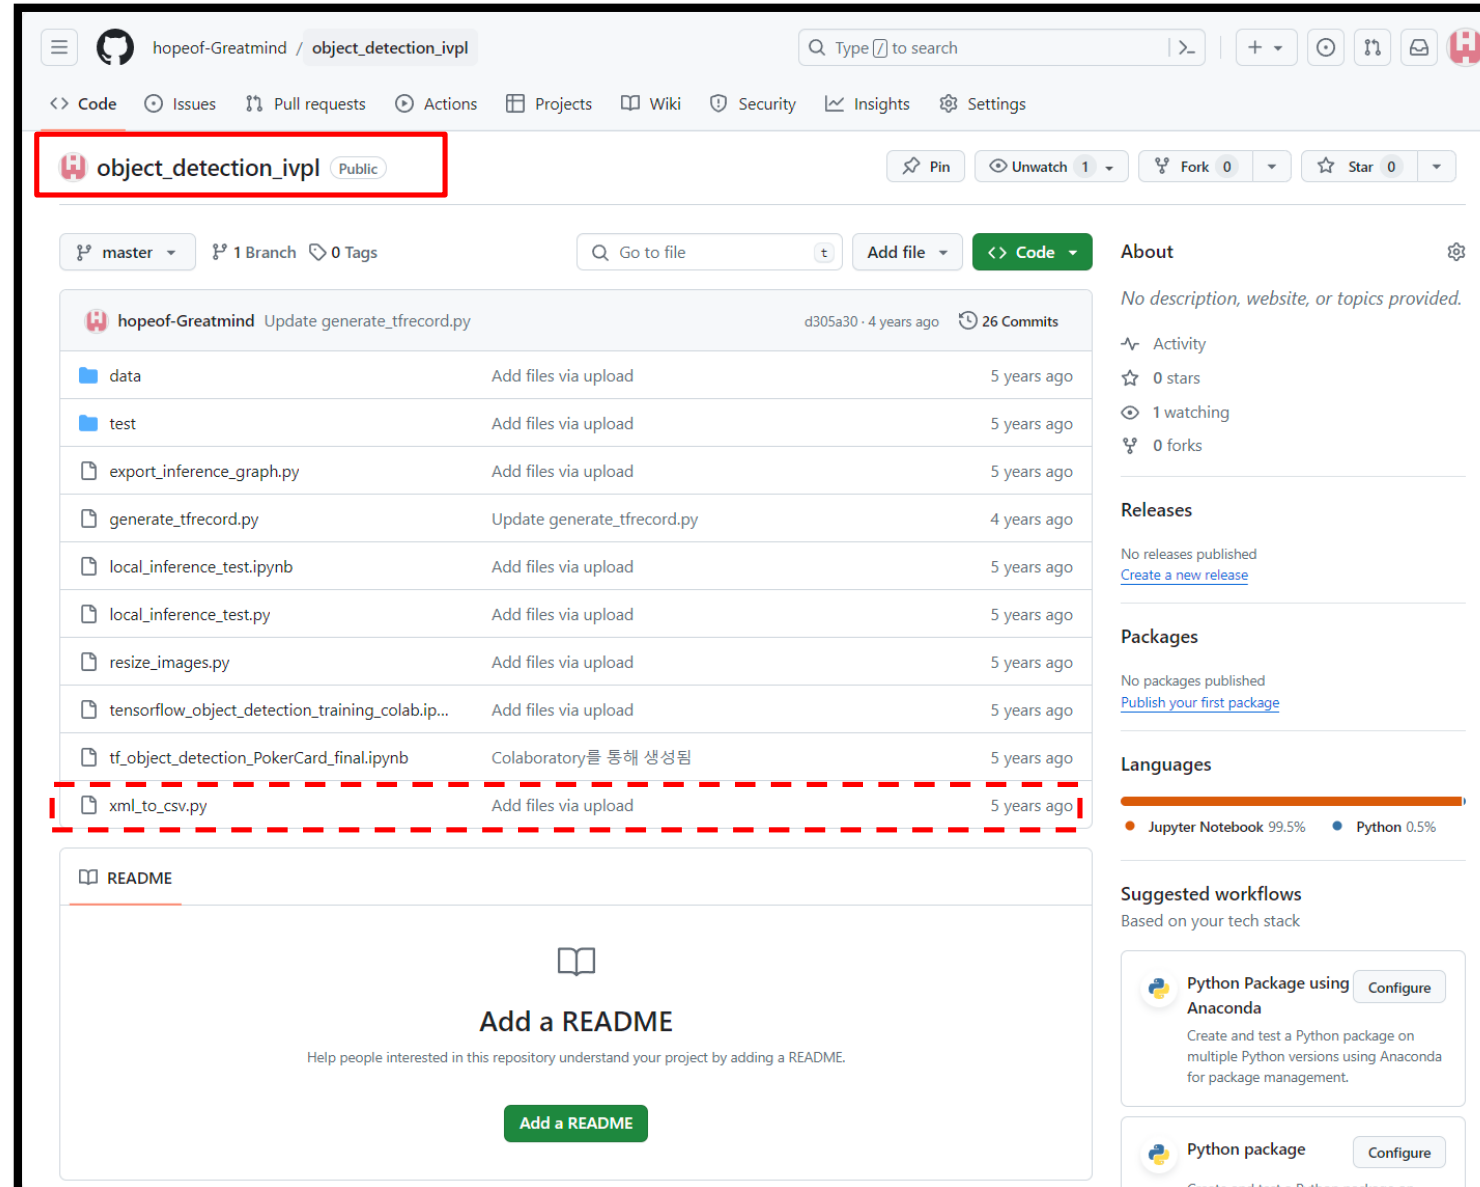 hopeof-Greatmind / object_detection_ivpl
Type / to search
Code Issues Pull requests Actions Projects Wiki Security Insights Settings
object_detection_ivpl Public
Pin Unwatch 1 Fork 0 Star 0
master 1 Branch 0 Tags Go to file t Add file Code
hopeof-Greatmind Update generate_tfrecord.py d305a30 · 4 years ago 26 Commits
data Add files via upload 5 years ago
test Add files via upload 5 years ago
export_inference_graph.py Add files via upload 5 years ago
generate_tfrecord.py Update generate_tfrecord.py 4 years ago
local_inference_test.ipynb Add files via upload 5 years ago
local_inference_test.py Add files via upload 5 years ago
resize_images.py Add files via upload 5 years ago
tensorflow_object_detection_training_colab.ip... Add files via upload 5 years ago
tf_object_detection_PokerCard_final.ipynb Colaboratory를 통해 생성됨 5 years ago
xml_to_csv.py Add files via upload 5 years ago
README
Add a README
Help people interested in this repository understand your project by adding a README.
Add a README
About
No description, website, or topics provided.
Activity
0 stars
1 watching
0 forks
Releases
No releases published
Create a new release
Packages
No packages published
Publish your first package
Languages
Jupyter Notebook 99.5% Python 0.5%
Suggested workflows
Based on your tech stack
Python Package using Configure
Anaconda
Create and test a Python package on
multiple Python versions using Anaconda
for package management.
Python package Configure